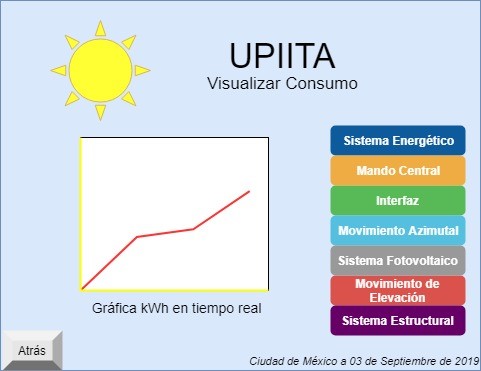 UPIITA
Visualizar Consumo
Sistema Energético
Mando Central
Interfaz
Movimiento Azimutal
Sistema Fotovoltaico
Movimiento de
Elevación
Sistema Estructural
Gráfica kWh en tiempo real
Atrás
Ciudad de México a 03 de Septiembre de 2019